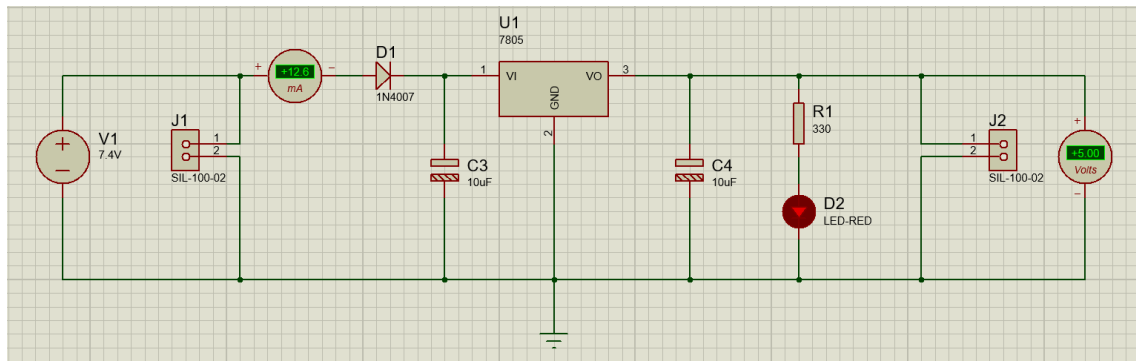 U1
7805
D1
1N4007
+12.6
mA
+
−
1
VI
VO
3
GND
2
V1
7.4V
+
−
J1
1
2
SIL-100-02
C3
10uF
C4
10uF
R1
330
D2
LED-RED
J2
1
2
SIL-100-02
+
+5.00
Volts
−